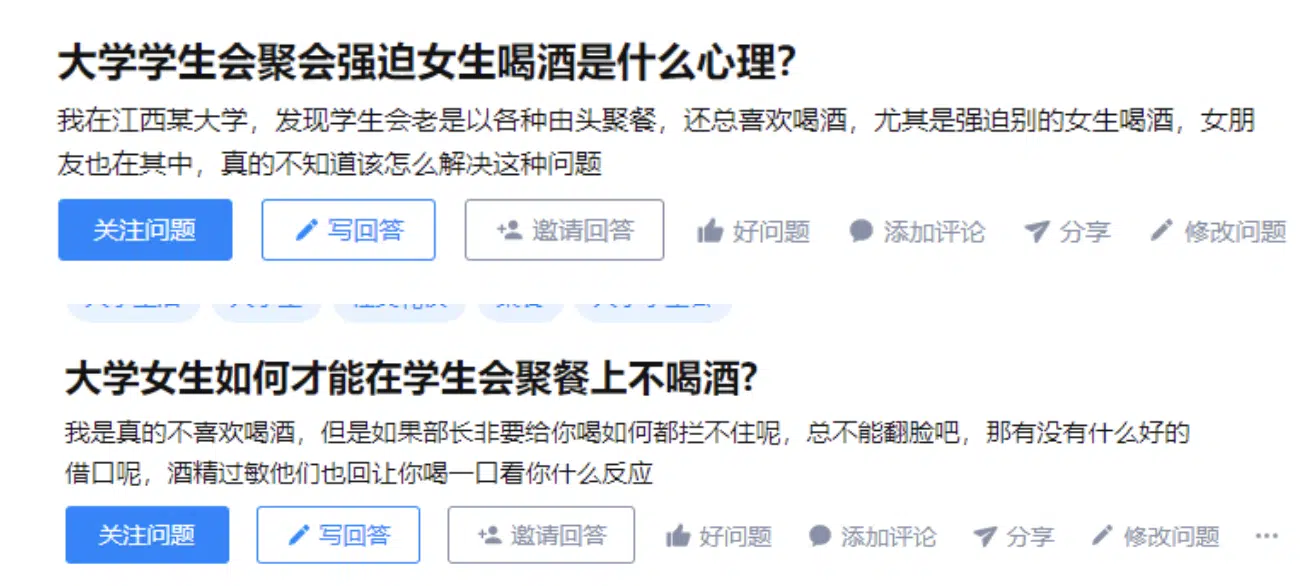 大学学生会聚会强迫女生喝酒是什么心理?
我在江西某大学，发现学生会老是以各种由头聚餐，还总喜欢喝酒，尤其是强迫别的女生喝酒，女朋
友也在其中，真的不知道该怎么解决这种问题
关注问题 写回答 邀请回答 好问题 添加评论 分享 修改问题
大学女生如何才能在学生会聚餐上不喝酒?
我是真的不喜欢喝酒，但是如果部长非要给你喝如何都拦不住呢，总不能翻脸吧，那有没有什么好的
借口呢，酒精过敏他们也回让你喝一口看你什么反应
关注问题 写回答 邀请回答 好问题 添加评论 分享 修改问题 ···